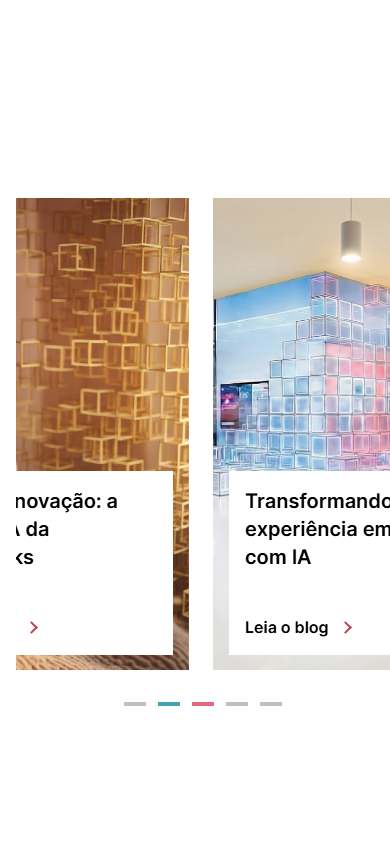 novação: a
da
ks
Transformando
experiência em
com IA
Leia o blog